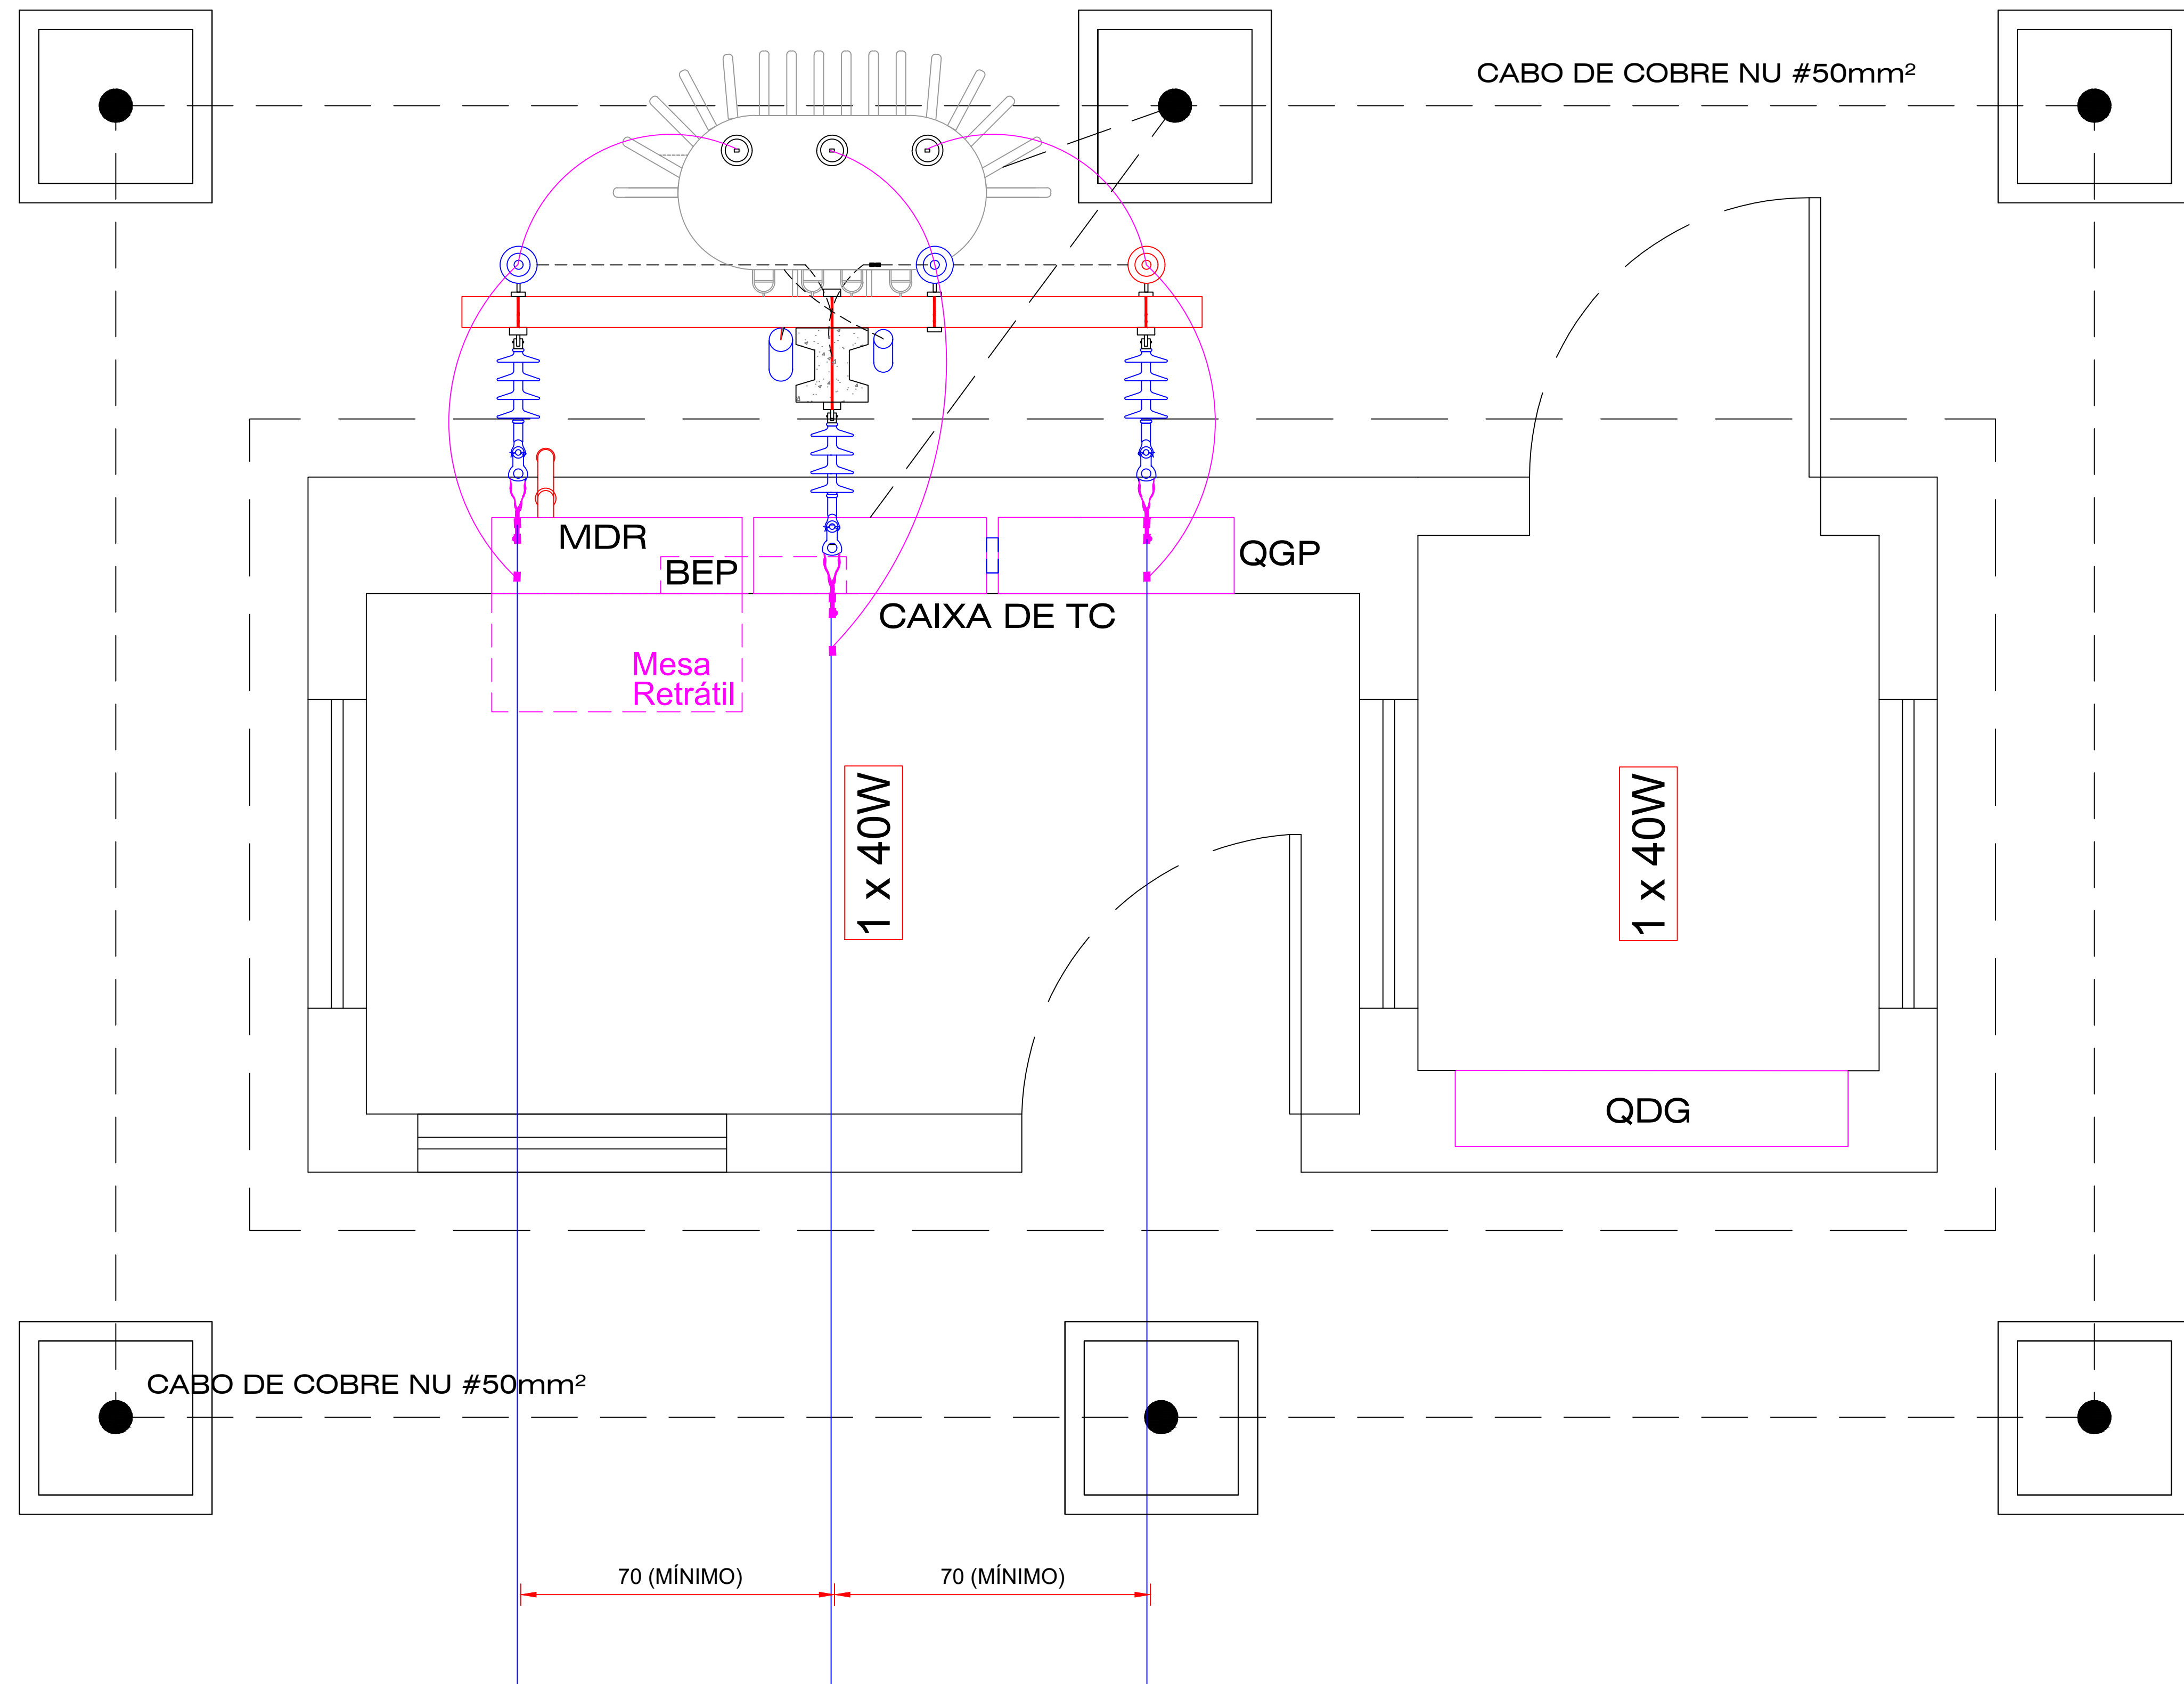 CABO DE COBRE NU #50mm²
MDR
BEP
QGP
CAIXA DE TC
Mesa
Retrátil
1 x 40W
1 x 40W
QDG
CABO DE COBRE NU #50mm²
70 (MÍNIMO)
70 (MÍNIMO)